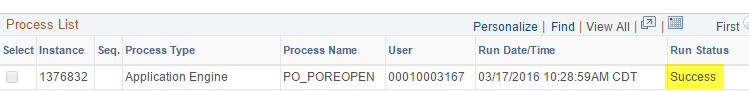 Process List
Personalize | Find | View All | | First
Select Instance Seq. Process Type Process Name User Run Date/Time Run Status
1376832 Application Engine PO_POREOPEN 00010003167 03/17/2016 10:28:59AM CDT Success